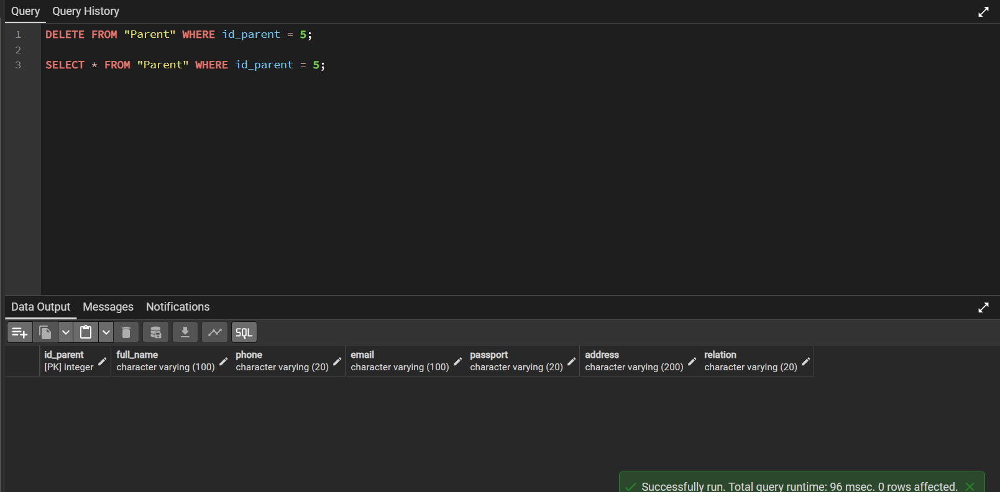 Query Query History
1 DELETE FROM "Parent" WHERE id_parent = 5;
2
3 SELECT * FROM "Parent" WHERE id_parent = 5;
Data Output Messages Notifications
SQL
id_parent full_name phone email passport address relation
[PK] integer character varying (100) character varying (20) character varying (100) character varying (20) character varying (200) character varying (20)
Successfully run. Total query runtime: 96 msec. 0 rows affected.